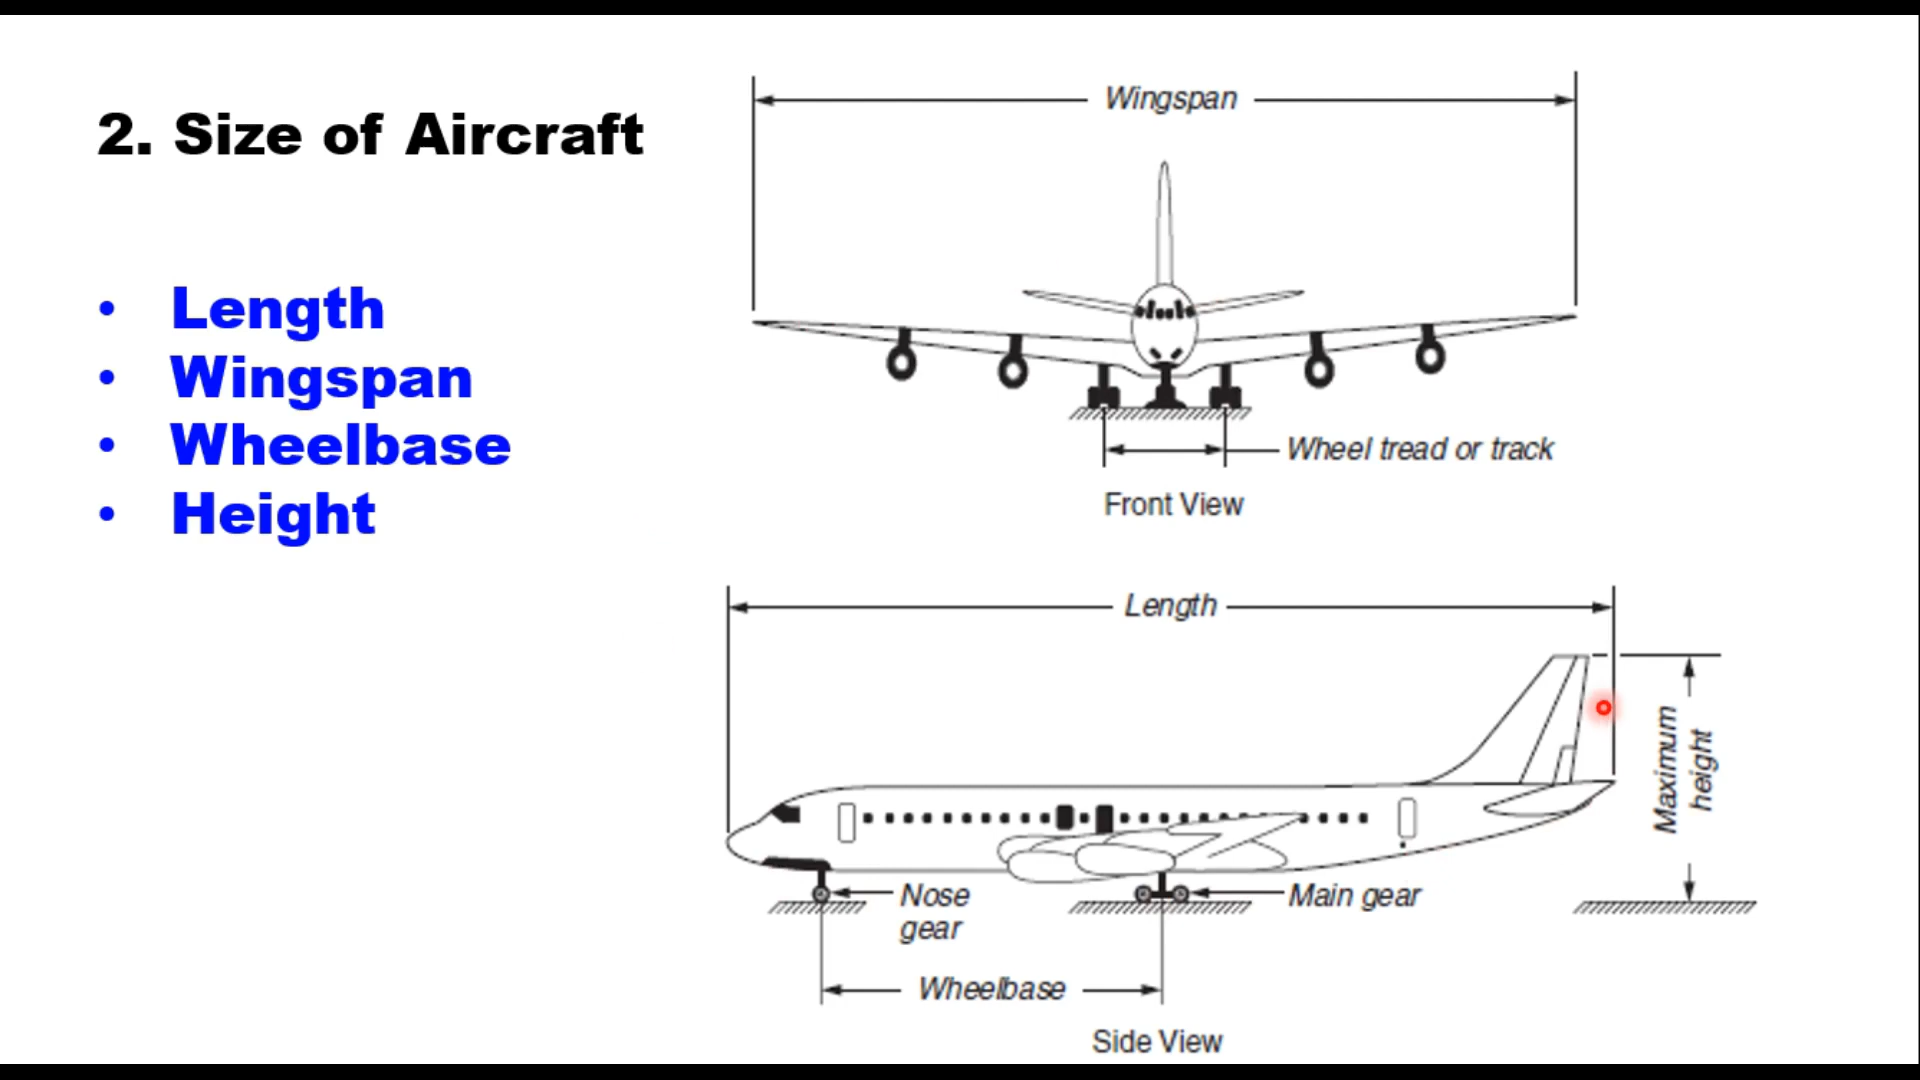 2. Size of Aircraft
• Length
• Wingspan
• Wheelbase
• Height
Wingspan
Wheel tread or track
Front View
Length
Maximum
height
Nose
gear
Main gear
Wheelbase
Side View